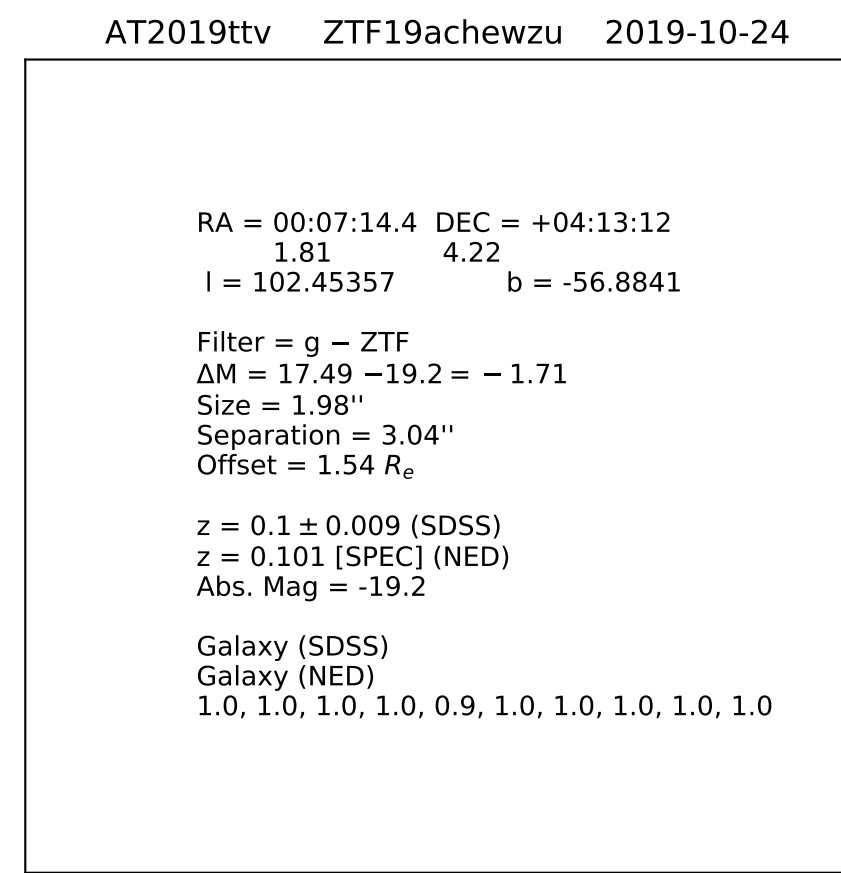 AT2019ttv ZTF19achewzu 2019-10-24
RA = 00:07:14.4 DEC = +04:13:12
1.81 4.22
l = 102.45357 b = -56.8841
Filter = g − ZTF
ΔM = 17.49 −19.2 = − 1.71
Size = 1.98''
Separation = 3.04''
Offset = 1.54 Re
z = 0.1 ± 0.009 (SDSS)
z = 0.101 [SPEC] (NED)
Abs. Mag = -19.2
Galaxy (SDSS)
Galaxy (NED)
1.0, 1.0, 1.0, 1.0, 0.9, 1.0, 1.0, 1.0, 1.0, 1.0